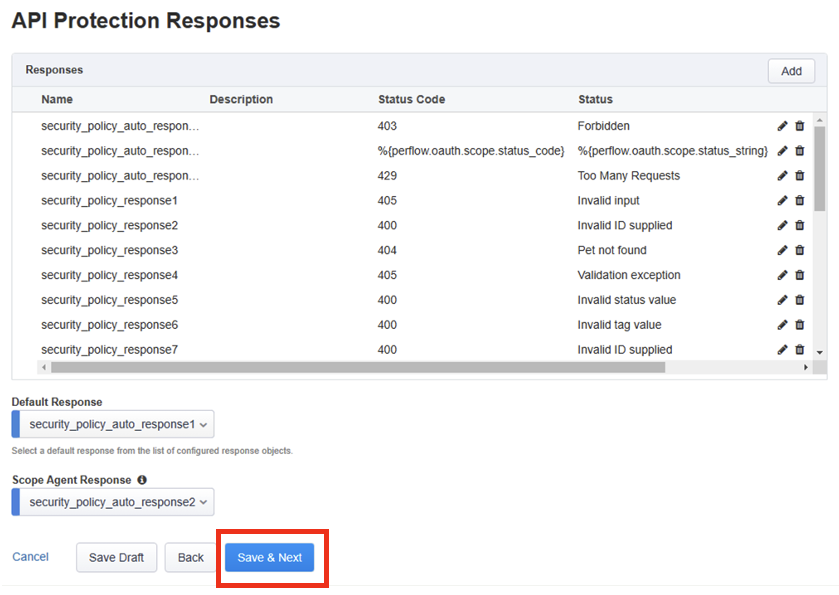 API Protection Responses
Responses
Add
Name Description Status Code Status
security_policy_auto_respon... 403 Forbidden
security_policy_auto_respon... %{perflow.oauth.scope.status_code} %{perflow.oauth.scope.status_string}
security_policy_auto_respon... 429 Too Many Requests
security_policy_response1 405 Invalid input
security_policy_response2 400 Invalid ID supplied
security_policy_response3 404 Pet not found
security_policy_response4 405 Validation exception
security_policy_response5 400 Invalid status value
security_policy_response6 400 Invalid tag value
security_policy_response7 400 Invalid ID supplied
Default Response
security_policy_auto_response1
Select a default response from the list of configured response objects.
Scope Agent Response
security_policy_auto_response2
Cancel Save Draft Back Save & Next